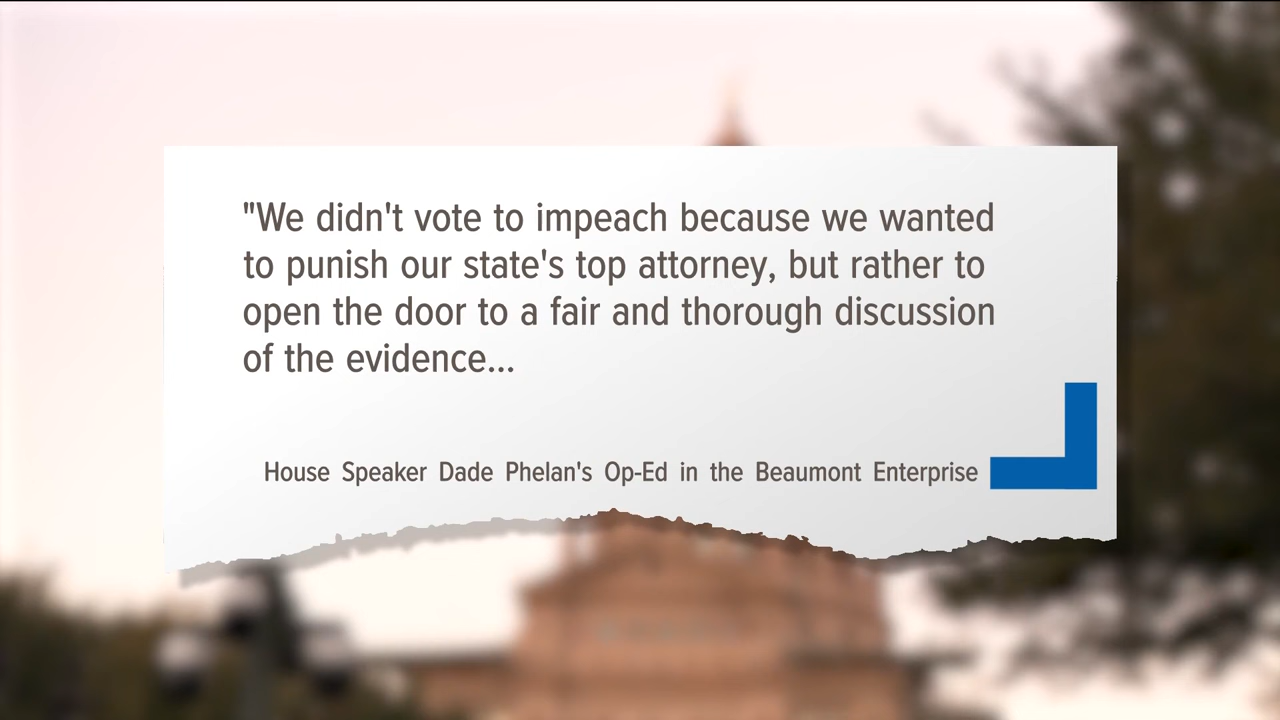 "We didn't vote to impeach because we wanted
to punish our state's top attorney, but rather to
open the door to a fair and thorough discussion
of the evidence...
House Speaker Dade Phelan's Op-Ed in the Beaumont Enterprise